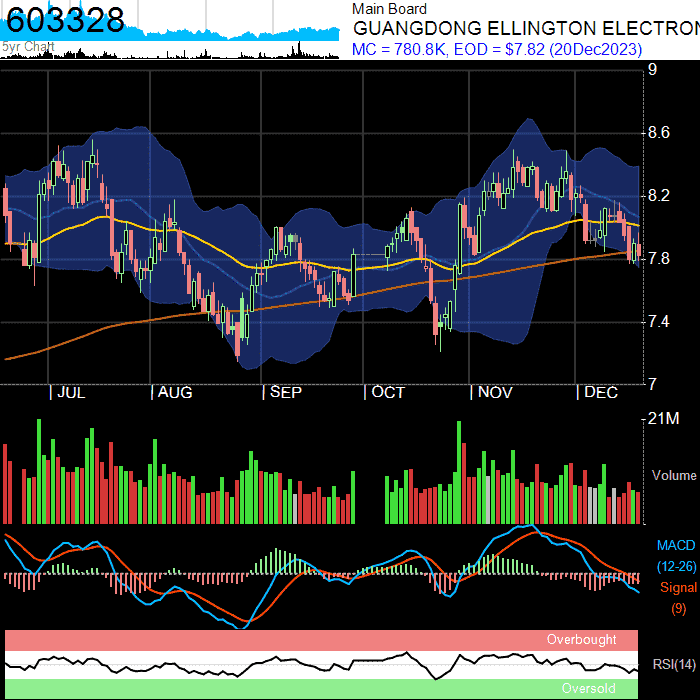 603328
5yr Chart
Main Board
GUANGDONG ELLINGTON ELECTRON
MC = 780.8K, EOD = $7.82 (20Dec2023)
9
8.6
8.2
7.8
7.4
7
JUL
AUG
SEP
OCT
NOV
DEC
21M
Volume
MACD
(12-26)
Signal
(9)
Overbought
RSI(14)
Oversold